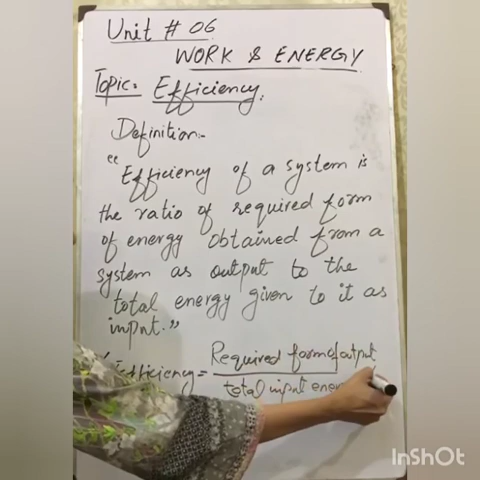 Unit # 06
WORK & ENERGY
Topic: Efficiency.
Definition:-
"Efficiency of a system is
the ratio of required form
of energy obtained from a
system as output to the
total energy given to it as
input."
Efficiency = Required form of output
total input
InShOt